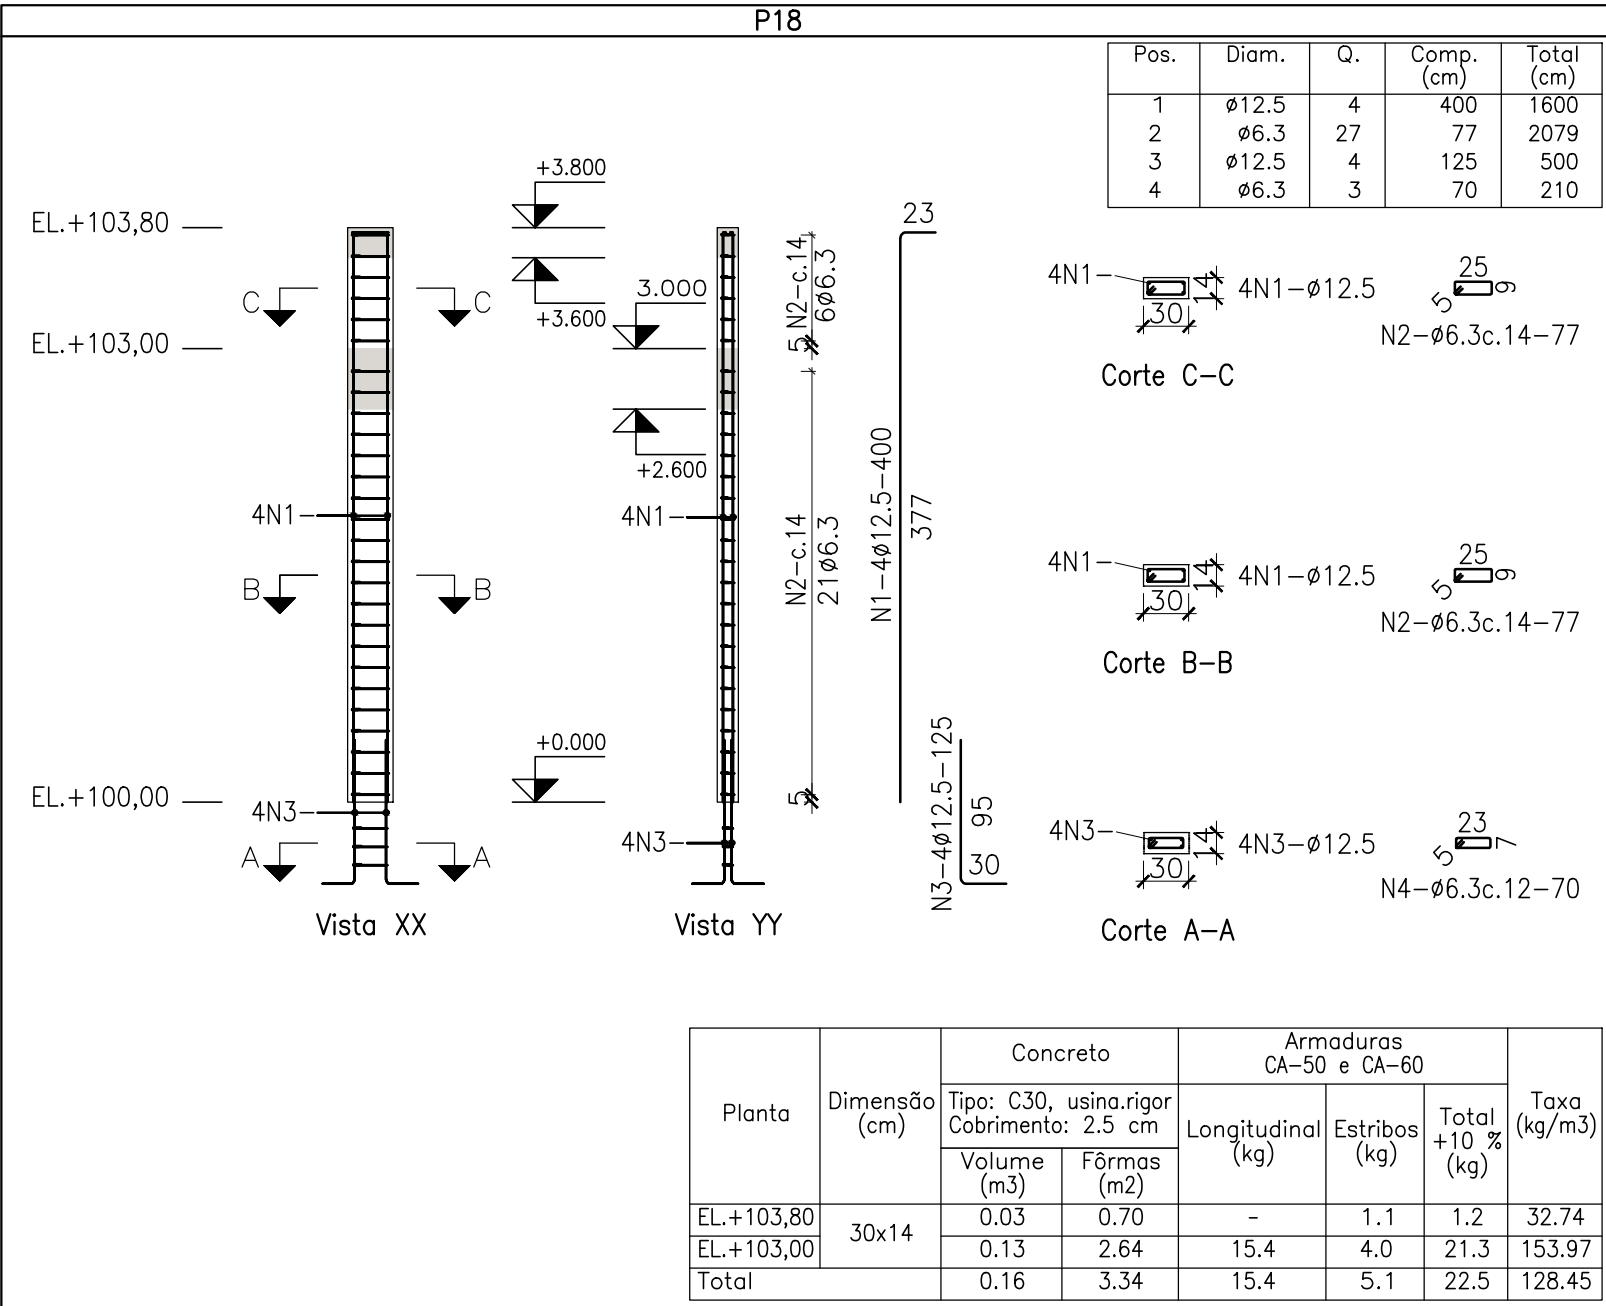 P18
Pos. Diam. Q. Comp. (cm) Total (cm)
1 ø12.5 4 400 1600
2 ø6.3 27 77 2079
3 ø12.5 4 125 500
4 ø6.3 3 70 210
EL.+103,80
EL.+103,00
EL.+100,00
C
C
4N1
B
B
4N3
A
A
Vista XX
+3.800
+3.600
3.000
+2.600
+0.000
4N1
4N3
Vista YY
N2-c.14
6ø6.3
5
N2-c.14
21ø6.3
5
23
N1-4ø12.5-400
377
N3-4ø12.5-125
95
30
4N1
14
30
4N1-ø12.5
25
9
5
N2-ø6.3c.14-77
Corte C-C
4N1
14
30
4N1-ø12.5
25
9
5
N2-ø6.3c.14-77
Corte B-B
4N3
14
30
4N3-ø12.5
23
7
5
N4-ø6.3c.12-70
Corte A-A
Planta
Dimensão
(cm)
Concreto
Tipo: C30, usina.rigor
Cobrimento: 2.5 cm
Volume
(m3)
Fôrmas
(m2)
Armaduras
CA-50 e CA-60
Longitudinal
(kg)
Estribos
(kg)
Total
+10 %
(kg)
Taxa
(kg/m3)
EL.+103,80 30x14 0.03 0.70 - 1.1 1.2 32.74
EL.+103,00 0.13 2.64 15.4 4.0 21.3 153.97
Total 0.16 3.34 15.4 5.1 22.5 128.45